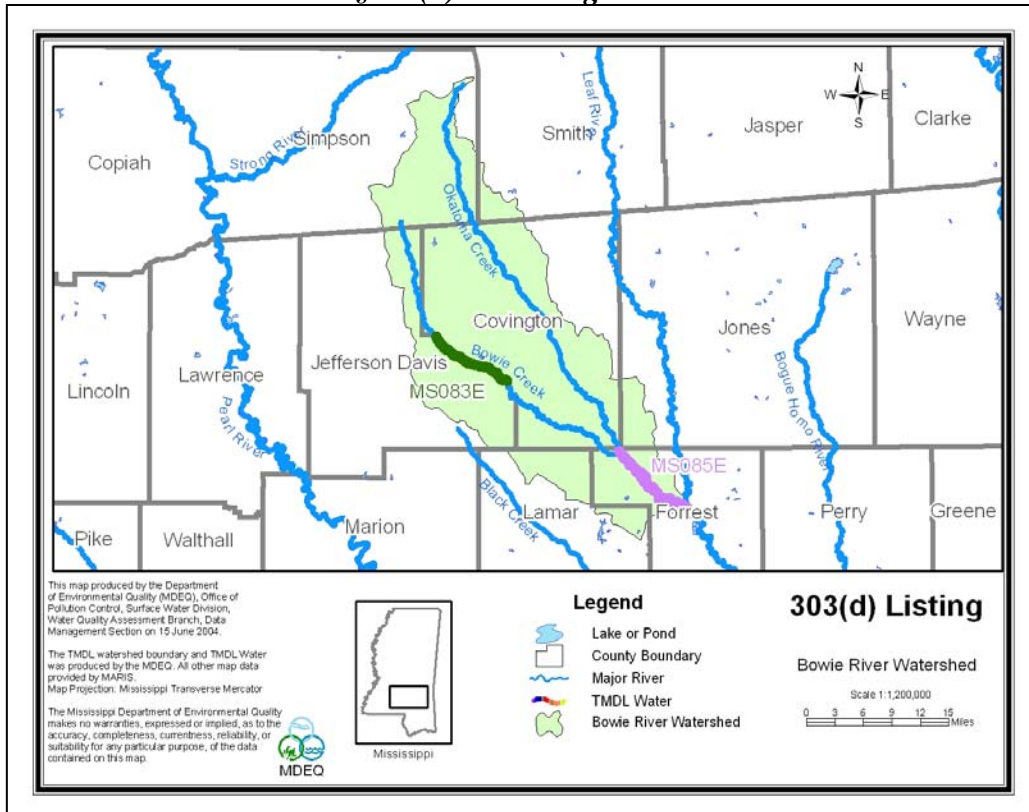 N
W E
S
Copiah
Strong River
Simpson
Smith
Leaf River
Jasper
Clarke
Okatoma Creek
Covington
Jones
Wayne
Lincoln
Lawrence
Jefferson Davis
Bowie Creek
MS083E
Pearl River
Bogue Homo River
MS085E
Black Creek
Pike
Walthall
Marion
Lamar
Forrest
Perry
Greene
This map produced by the Department
of Environmental Quality (MDEQ), Office of
Pollution Control, Surface Water Division,
Water Quality Assessment Branch, Data
Management Section on 15 June 2004.
The TMDL watershed boundary and TMDL Water
was produced by the MDEQ. All other map data
provided by MARIS.
Map Projection: Mississippi Transverse Mercator
The Mississippi Department of Environmental Quality
makes no warranties, expressed or implied, as to the
accuracy, completeness, currentness, reliability, or
suitability for any particular purpose, of the data
contained on this map.
MDEQ
Mississippi
Legend
Lake or Pond
County Boundary
Major River
TMDL Water
Bowie River Watershed
303(d) Listing
Bowie River Watershed
Scale 1:1,200,000
0 3 6 9 12 15
Miles